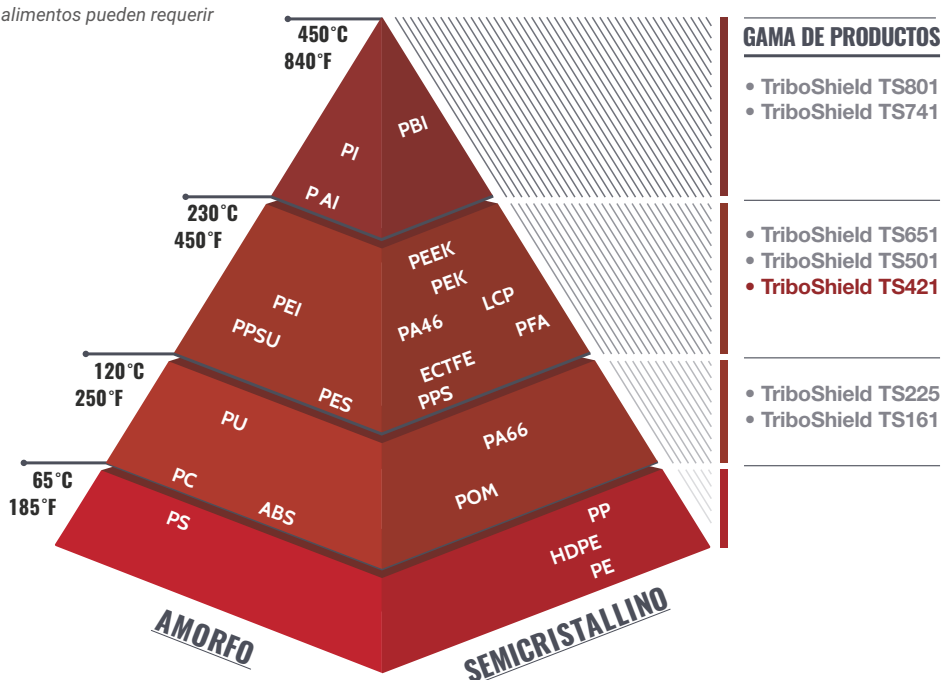 alimentos pueden requerir
450°C
840°F
GAMA DE PRODUCTOS
• TriboShield TS801
• TriboShield TS741
PBI
PI
P AI
230°C
450°F
• TriboShield TS651
• TriboShield TS501
• TriboShield TS421
PEEK
PEK
LCP
PEI
PA46
PFA
PPSU
ECTFE
PPS
PES
120°C
250°F
• TriboShield TS225
• TriboShield TS161
PU
PA66
PC
POM
ABS
65°C
185°F
PS
PP
HDPE
PE
AMORFO
SEMICRISTALLINO